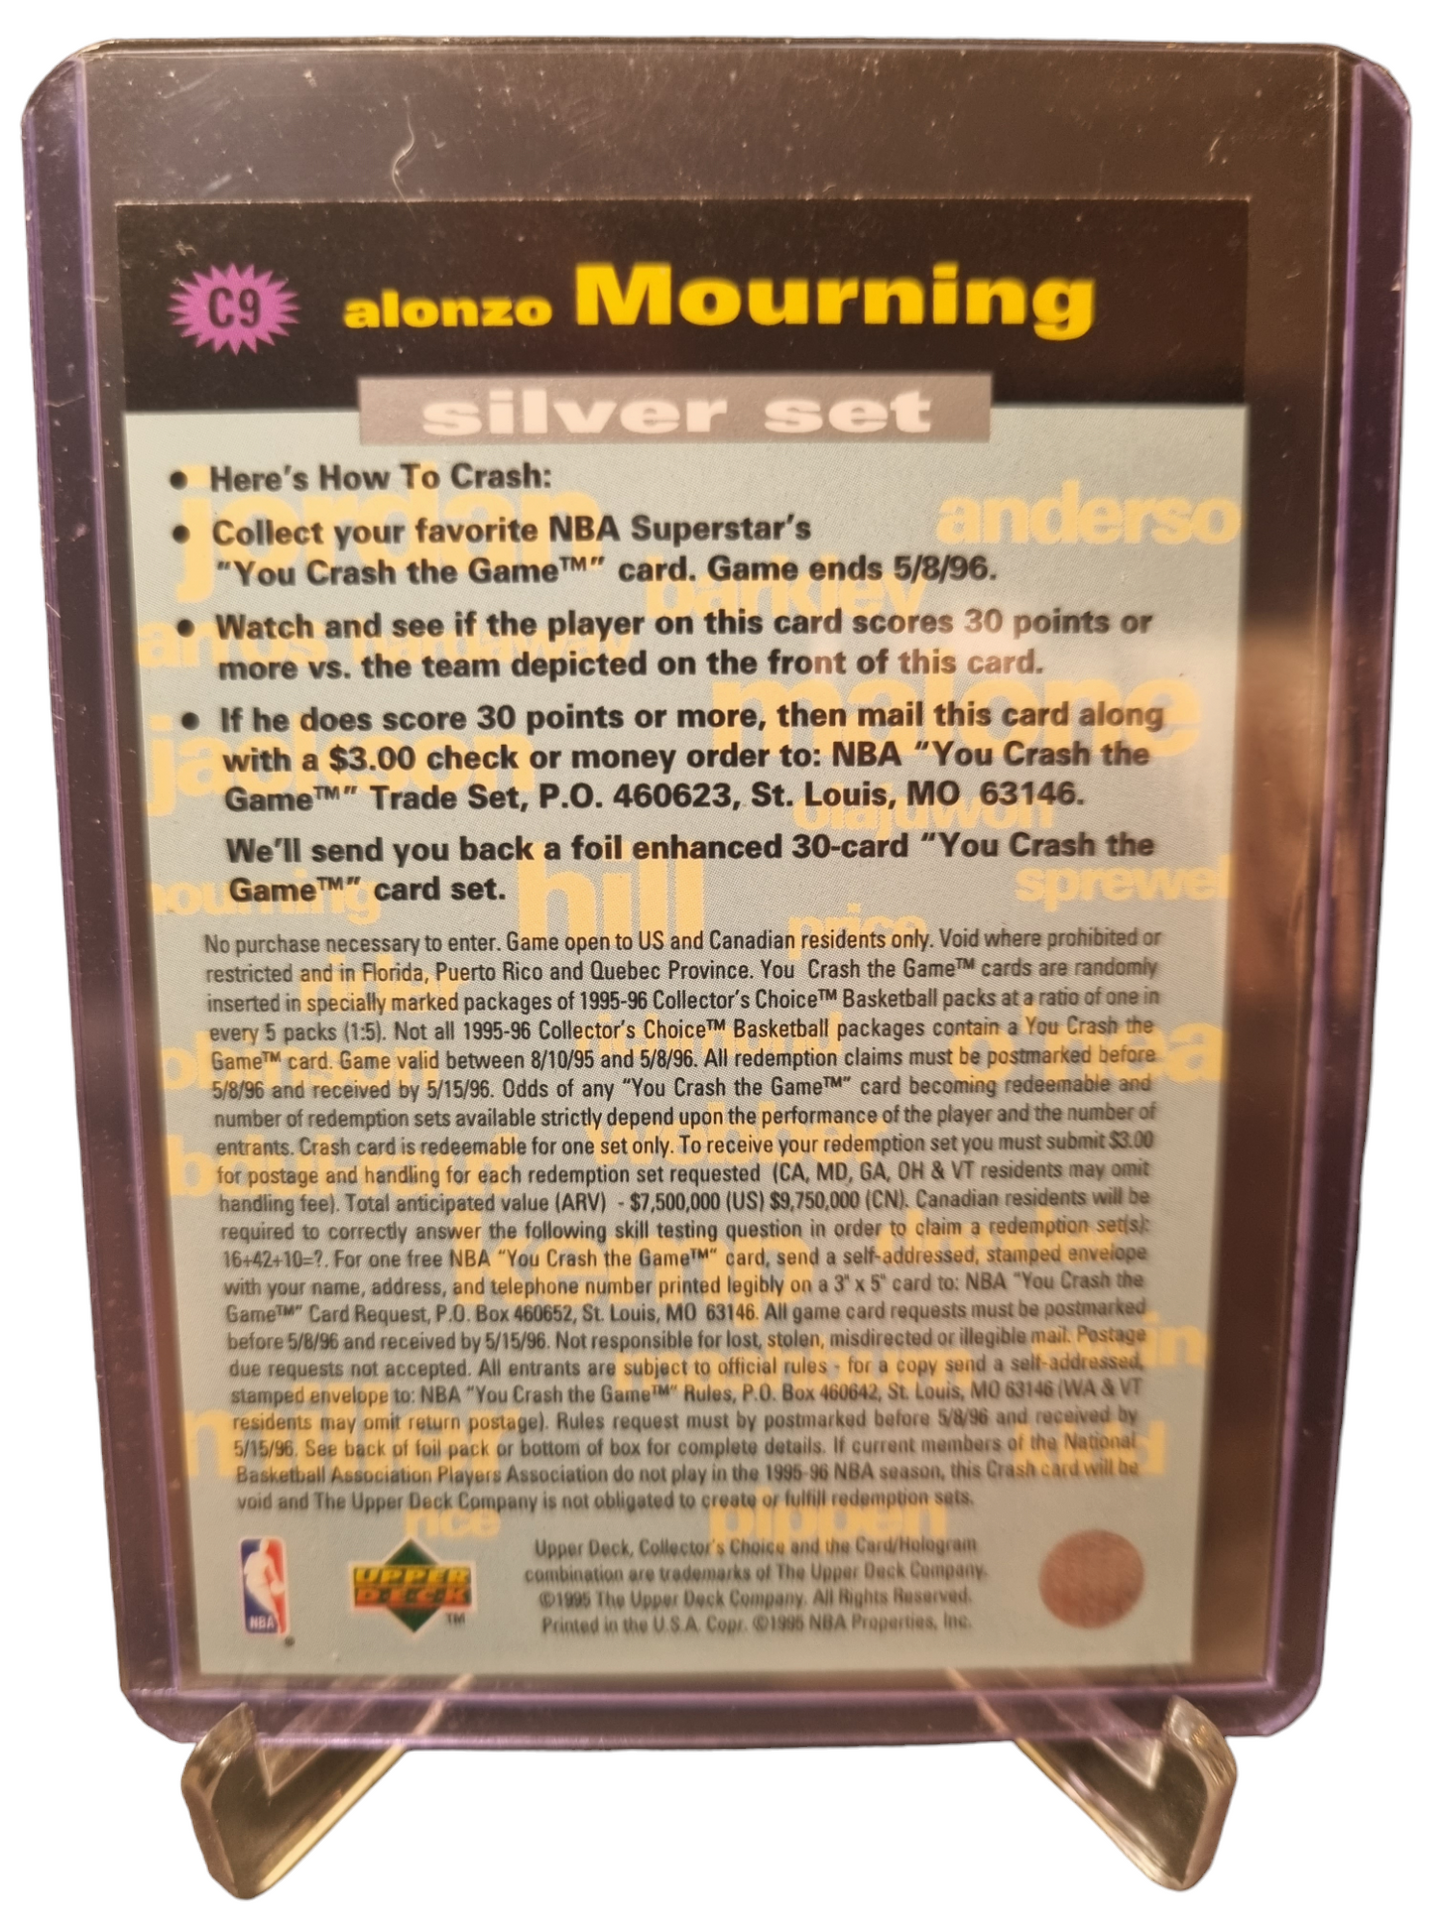 C9 alonzo Mourning
silver set
• Here's How To Crash:
• Collect your favorite NBA Superstar's
"You Crash the Game™" card. Game ends 5/8/96.
• Watch and see if the player on this card scores 30 points or
more vs. the team depicted on the front of this card.
• If he does score 30 points or more, then mail this card along
with a $3.00 check or money order to: NBA "You Crash the
Game™" Trade Set, P.O. 460623, St. Louis, MO 63146.
We'll send you back a foil enhanced 30-card "You Crash the
Game™" card set.
No purchase necessary to enter. Game open to US and Canadian residents only. Void where prohibited or
restricted and in Florida, Puerto Rico and Quebec Province. You Crash the Game™ cards are randomly
inserted in specially marked packages of 1995-96 Collector's Choice™ Basketball packs at a ratio of one in
every 5 packs (1:5). Not all 1995-96 Collector's Choice™ Basketball packages contain a You Crash the
Game™ card. Game valid between 8/10/95 and 5/8/96. All redemption claims must be postmarked before
5/8/96 and received by 5/15/96. Odds of any "You Crash the Game™" card becoming redeemable and
number of redemption sets available strictly depend upon the performance of the player and the number of
entrants. Crash card is redeemable for one set only. To receive your redemption set you must submit $3.00
for postage and handling for each redemption set requested (CA, MD, GA, OH & VT residents may omit
handling fee). Total anticipated value (ARV) - $7,500,000 (US) $9,750,000 (CN). Canadian residents will be
required to correctly answer the following skill testing question in order to claim a redemption set(s):
16+42+10=?. For one free NBA "You Crash the Game™" card, send a self-addressed, stamped envelope
with your name, address, and telephone number printed legibly on a 3" x 5" card to: NBA "You Crash the
Game™" Card Request, P.O. Box 460652, St. Louis, MO 63146. All game card requests must be postmarked
before 5/8/96 and received by 5/15/96. Not responsible for lost, stolen, misdirected or illegible mail. Postage
due requests not accepted. All entrants are subject to official rules - for a copy send a self-addressed,
stamped envelope to: NBA "You Crash the Game™" Rules, P.O. Box 460642, St. Louis, MO 63146 (WA & VT
residents may omit return postage). Rules request must by postmarked before 5/8/96 and received by
5/15/96. See back of foil pack or bottom of box for complete details. If current members of the National
Basketball Association Players Association do not play in the 1995-96 NBA season, this Crash card will be
void and The Upper Deck Company is not obligated to create or fulfill redemption sets.
Upper Deck, Collector's Choice and the Card/Hologram
combination are trademarks of The Upper Deck Company.
©1995 The Upper Deck Company. All Rights Reserved.
Printed in the U.S.A. Copr. ©1995 NBA Properties, Inc.
NBA
UPPER
DECK
TM
jordan
anderso
barkley
hardaway
malone
jackson
olajuwon
mourning
hill
sprewel
price
rice
pippen